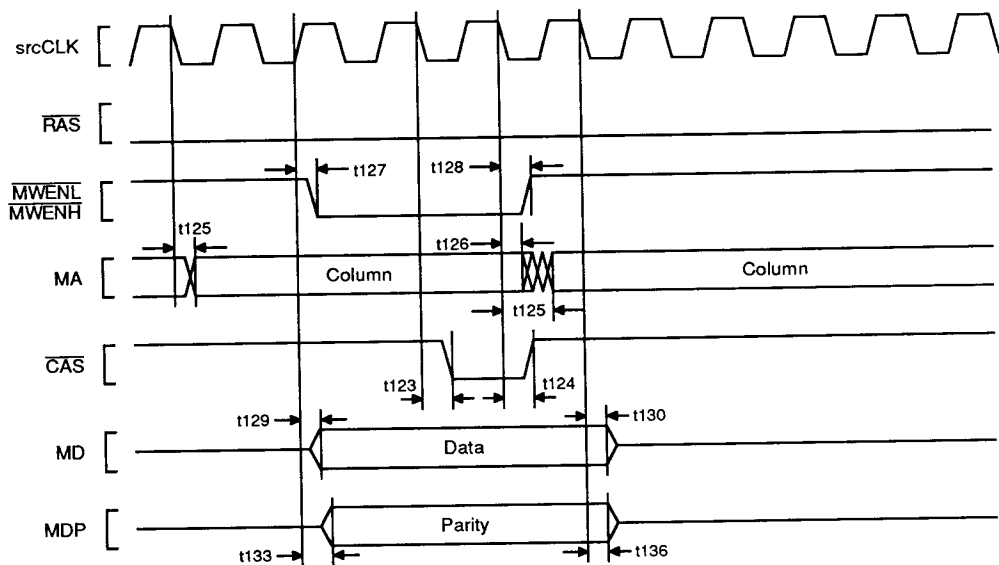 srcCLK
RAS
t127
t128
MWENL
MWENH
t125
t126
MA
Column
Column
t125
CAS
t123
t124
t129
t130
MD
Data
MDP
Parity
t133
t136